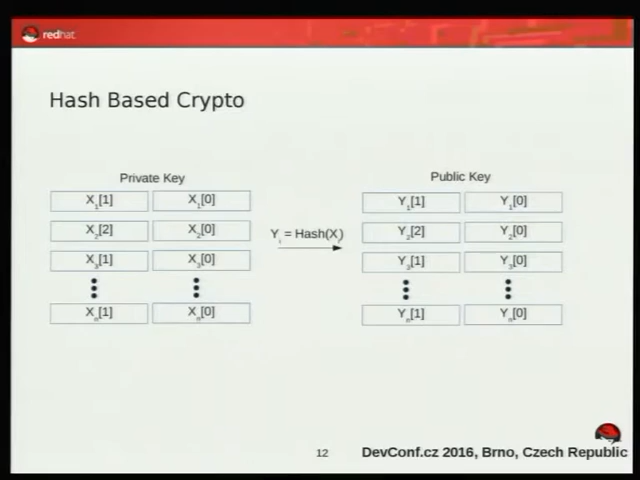 redhat
Hash Based Crypto
Private Key
Public Key
X1[1] X1[0]
Y1[1] Y1[0]
X2[2] X2[0]
Y2[2] Y2[0]
Yi = Hash(Xi)
X3[1] X3[0]
Y3[1] Y3[0]
Xn[1] Xn[0]
Yn[1] Yn[0]
12
DevConf.cz 2016, Brno, Czech Republic